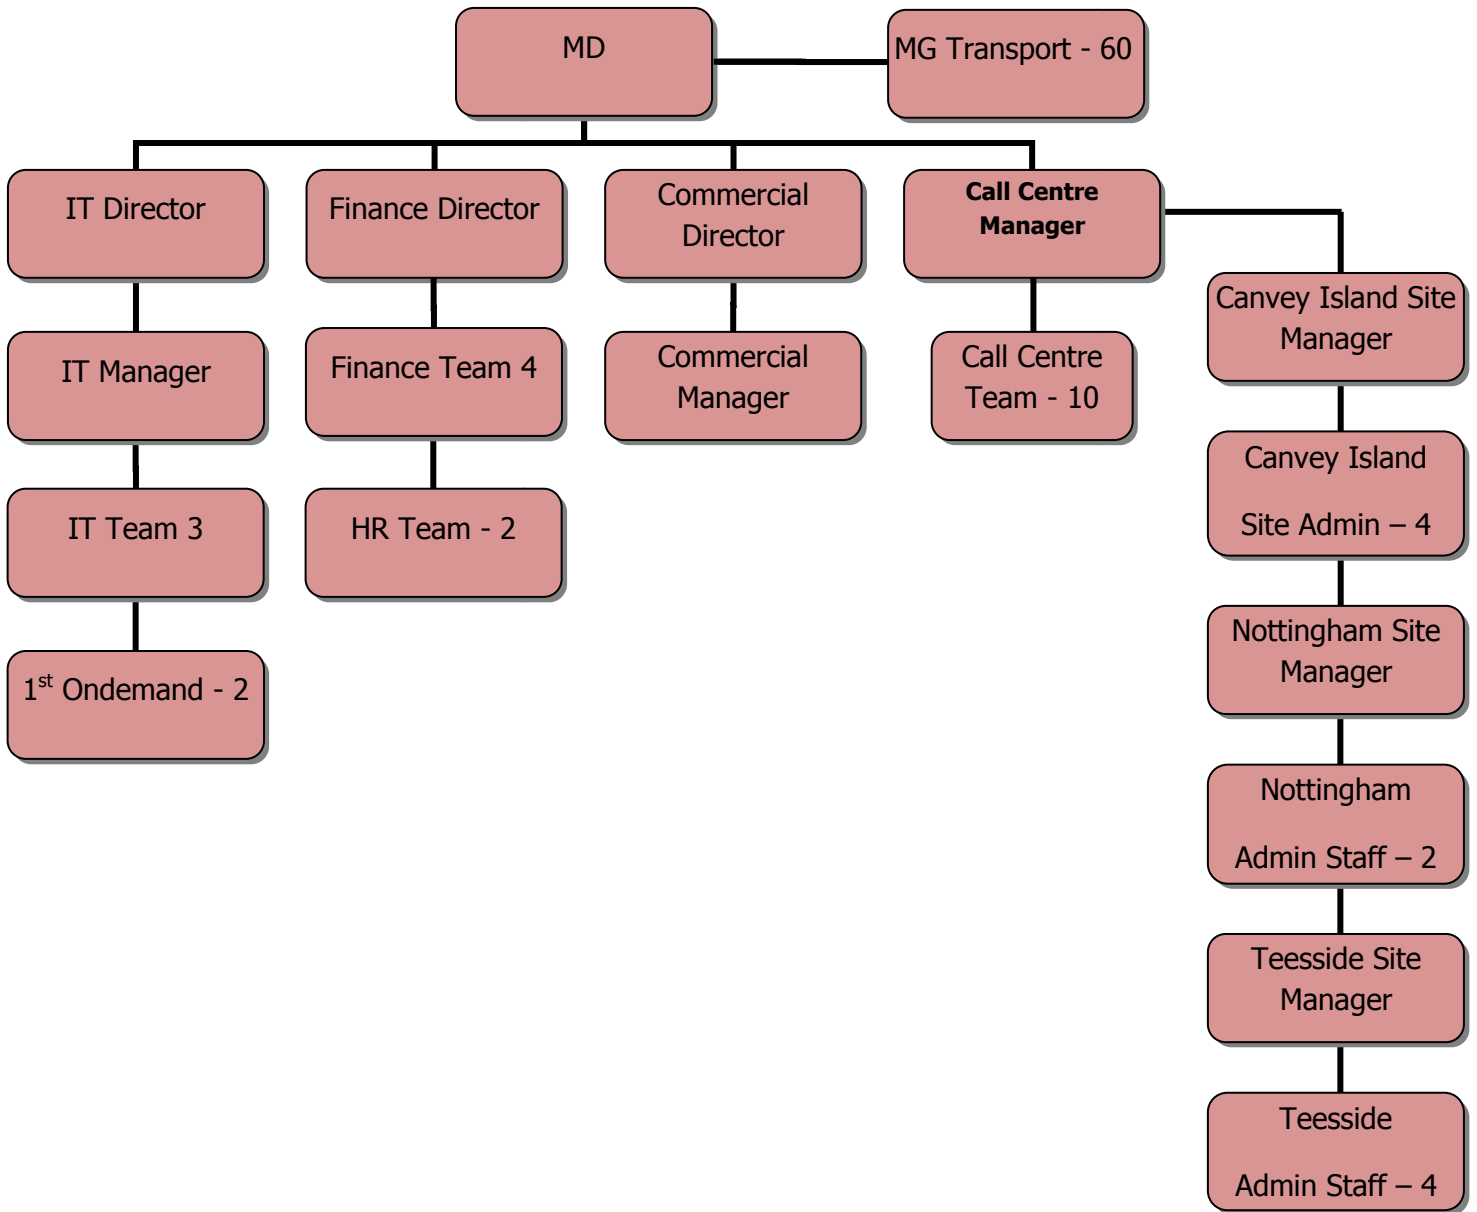 MD
MG Transport - 60
IT Director
Finance Director
Commercial
Director
Call Centre
Manager
Canvey Island Site
Manager
IT Manager
Finance Team 4
Commercial
Manager
Call Centre
Team - 10
Canvey Island
Site Admin – 4
IT Team 3
HR Team - 2
Nottingham Site
Manager
1st Ondemand - 2
Nottingham
Admin Staff – 2
Teesside Site
Manager
Teesside
Admin Staff – 4